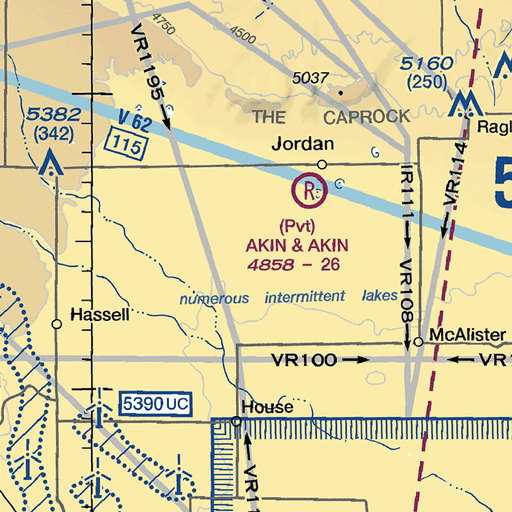 4750
4500
5160
(250)
5037
VR1195
THE CAPROCK
5382
(342)
V 62
115
Jordan
Ragl
VR114
5
IR111
R
(Pvt)
AKIN & AKIN
4858 – 26
numerous intermittent lakes
VR108
Hassell
McAlister
VR100
VR1
5390 UC
House
VR1